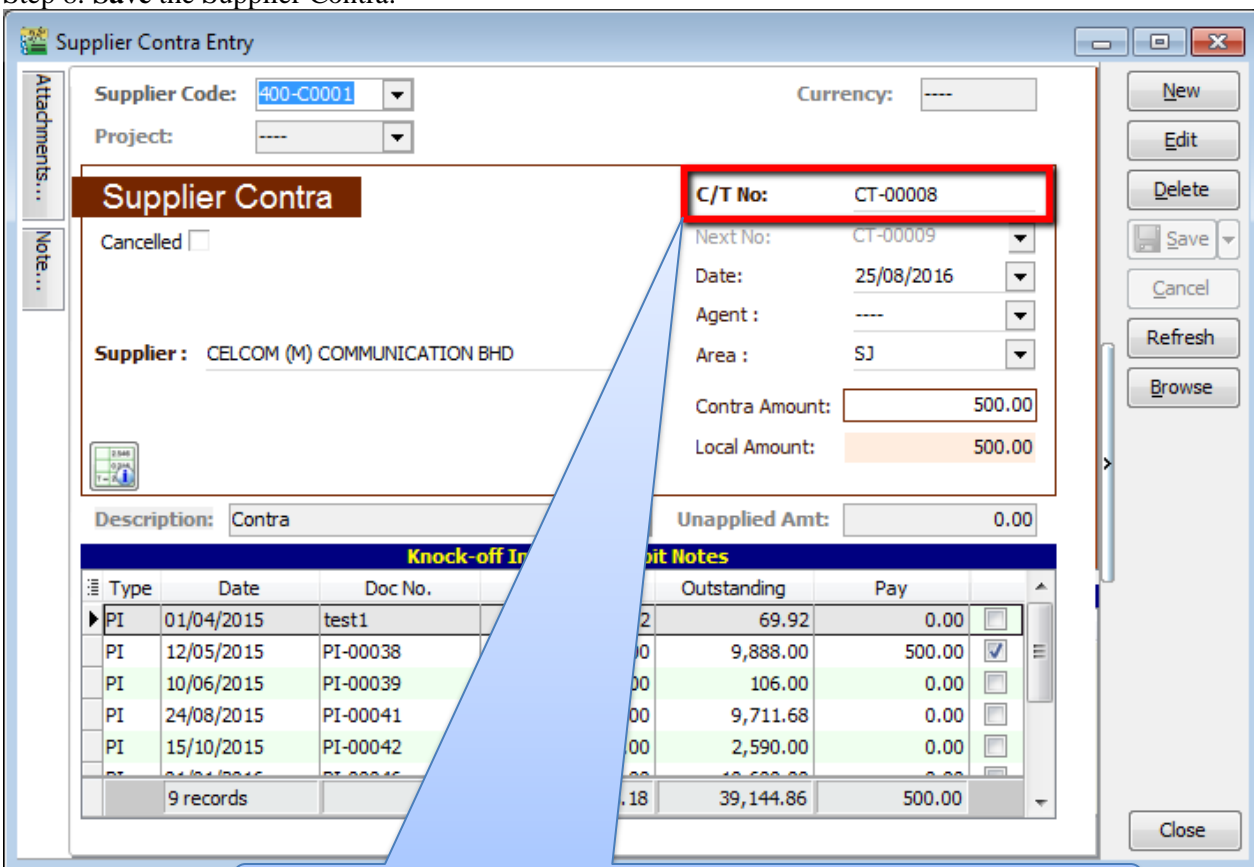 Step 8: Save the Supplier Contra.
Supplier Contra Entry
Attachments...
Note...
Supplier Code: 400-C0001 Currency: ----
Project: ----
Supplier Contra
C/T No: CT-00008
Cancelled
Next No: CT-00009
Date: 25/08/2016
Agent : ----
Supplier : CELCOM (M) COMMUNICATION BHD
Area : SJ
Contra Amount: 500.00
Local Amount: 500.00
Description: Contra Unapplied Amt: 0.00
Knock-off Notes
Type Date Doc No. Outstanding Pay
PI 01/04/2015 test1 69.92 0.00
PI 12/05/2015 PI-00038 9,888.00 500.00
PI 10/06/2015 PI-00039 106.00 0.00
PI 24/08/2015 PI-00041 9,711.68 0.00
PI 15/10/2015 PI-00042 2,590.00 0.00
9 records .18 39,144.86 500.00
New
Edit
Delete
Save
Cancel
Refresh
Browse
Close